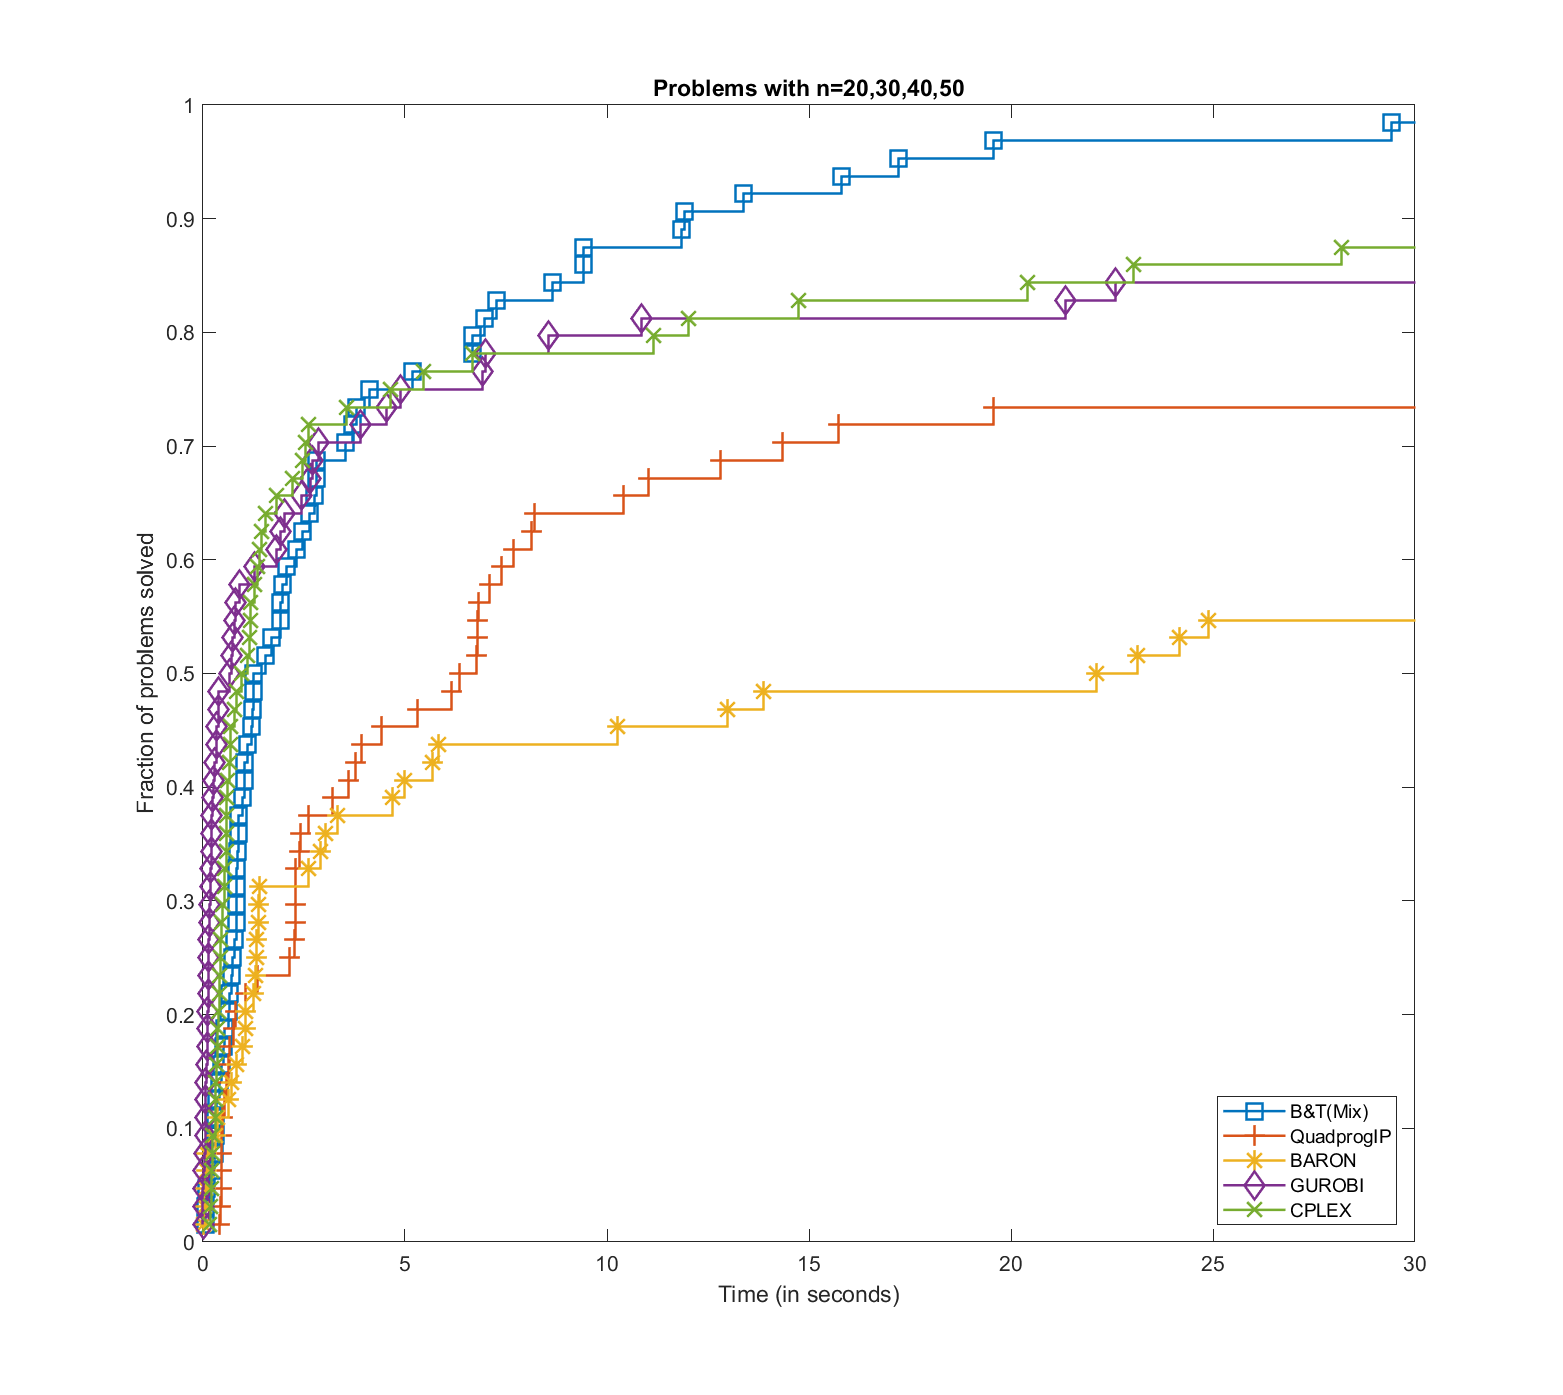 Problems with n=20,30,40,50
1
0.9
0.8
0.7
0.6
0.5
0.4
0.3
0.2
0.1
0
Fraction of problems solved
0 5 10 15 20 25 30
Time (in seconds)
B&T(Mix)
QuadprogIP
BARON
GUROBI
CPLEX